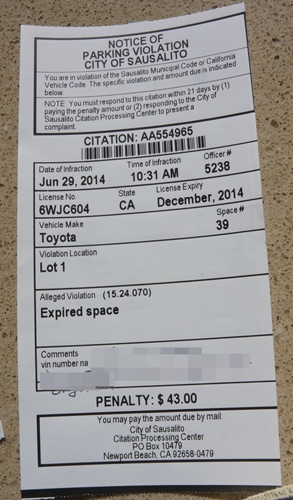 NOTICE OF
PARKING VIOLATION
CITY OF SAUSALITO
You are in violation of the Sausalito Municipal Code or California
Vehicle Code. The specific violation and amount due is indicated
below.
NOTE: You must respond to this citation within 21 days by (1)
paying the penalty amount or (2) responding to the City of
Sausalito Citation Processing Center to present a
complaint.
CITATION: AA554965
Date of Infraction Time of Infraction Officer #
Jun 29, 2014 10:31 AM 5238
License No. State License Expiry
6WJC604 CA December, 2014
Vehicle Make Space #
Toyota 39
Violation Location
Lot 1
Alleged Violation (15.24.070)
Expired space
Comments
vin number na
PENALTY: $ 43.00
You may pay the amount due by mail:
City of Sausalito
Citation Processing Center
PO Box 10479
Newport Beach, CA 92658-0479